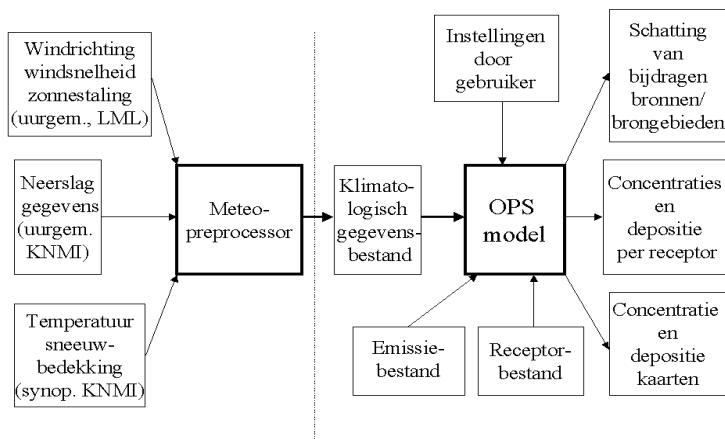 Windrichting
windsnelheid
zonnestaling
(uurgem., LML)
Neerslag
gegevens
(uurgem.
KNMI)
Temperatuur
sneeuw-
bedekking
(synop. KNMI)
Meteo-
preprocessor
Klimato-
logisch
gegevens-
bestand
Instellingen
door
gebruiker
OPS
model
Emissie-
bestand
Receptor-
bestand
Schatting
van
bijdragen
bronnen/
brongebieden
Concentraties
en
depositie
per receptor
Concentratie
en
depositie
kaarten